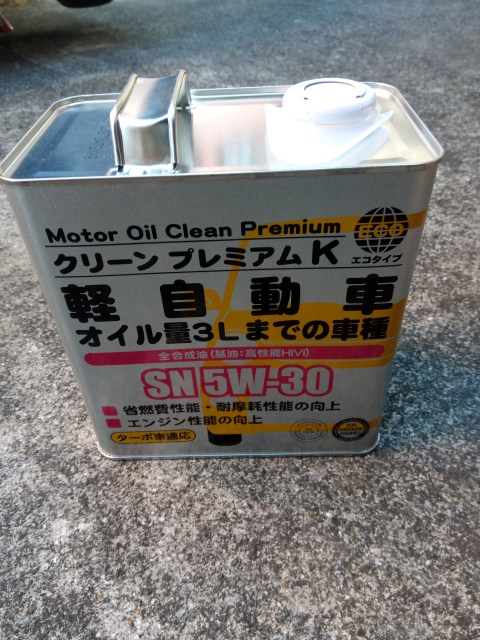 Motor Oil Clean Premium
クリーン プレミアム K
ECO
エコタイプ
軽自動車
オイル量3Lまでの車種
全合成油(基油:高性能HIVI)
SN 5W-30
省燃費性能・耐摩耗性能の向上
エンジン性能の向上
ターボ車適応